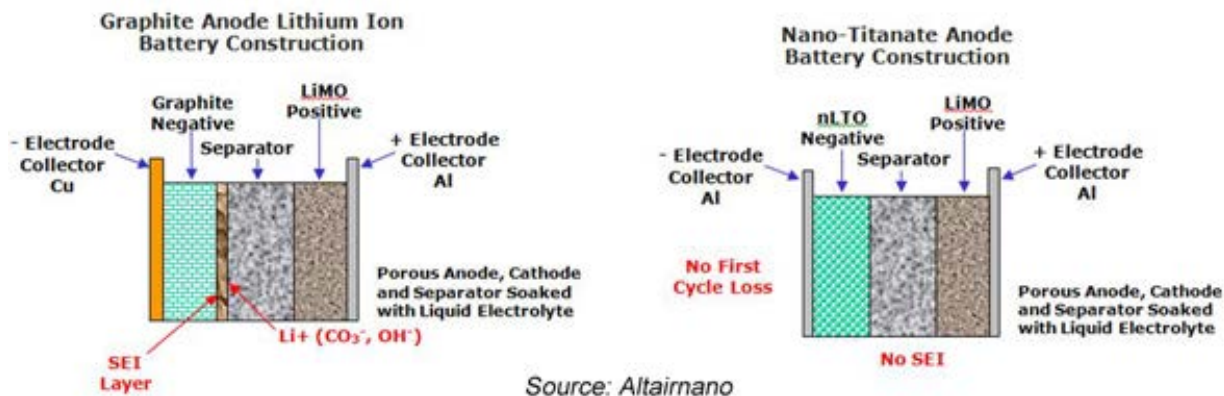 Graphite Anode Lithium Ion
Battery Construction
Graphite
Negative
LiMO
Positive
- Electrode
Collector
Cu
Separator
+ Electrode
Collector
Al
Porous Anode, Cathode
and Separator Soaked
with Liquid Electrolyte
Li+ (CO₃⁻, OH⁻)
SEI
Layer
Nano-Titanate Anode
Battery Construction
nLTO
Negative
LiMO
Positive
- Electrode
Collector
Al
Separator
+ Electrode
Collector
Al
No First
Cycle Loss
Porous Anode, Cathode
and Separator Soaked
with Liquid Electrolyte
No SEI
Source: Altairnano